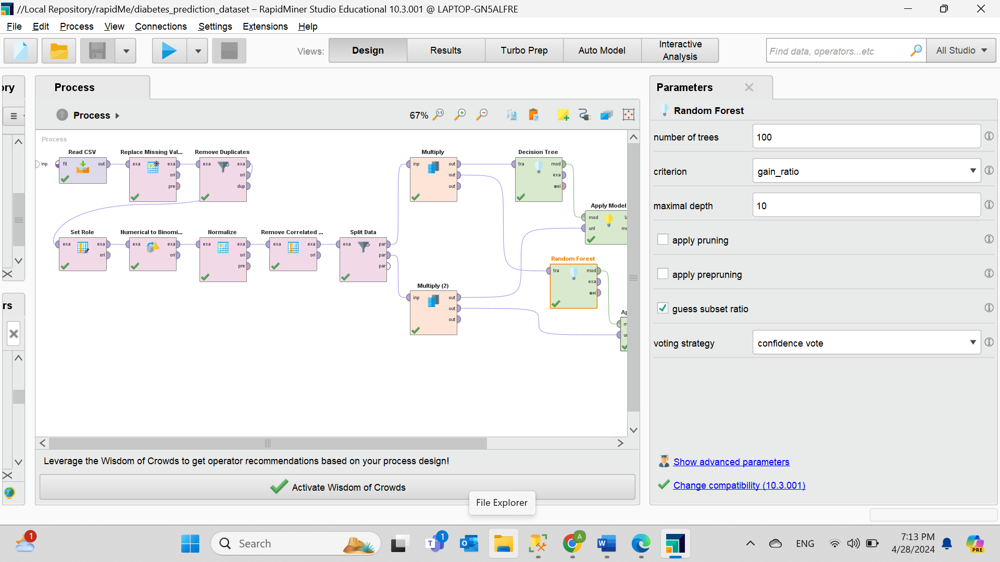 //Local Repository/rapidMe/diabetes_prediction_dataset – RapidMiner Studio Educational 10.3.001 @ LAPTOP-GN5ALFRE
File Edit Process View Connections Settings Extensions Help
Views: Design Results Turbo Prep Auto Model Interactive Analysis
Find data, operators...etc All Studio
ory
Process
Parameters
Process
67%
1:1
Random Forest
number of trees 100
criterion gain_ratio
maximal depth 10
apply pruning
apply prepruning
guess subset ratio
voting strategy confidence vote
Process
Read CSV
inp fil out
Replace Missing Val...
exa exa
ori
pre
Remove Duplicates
exa exa
ori
dup
Multiply
inp out
out
out
Decision Tree
tra mod
exa
wei
Apply Model
mod la
unl mo
Set Role
exa exa
ori
Numerical to Binomi...
exa exa
ori
Normalize
exa exa
ori
pre
Remove Correlated ...
exa exa
ori
Split Data
exa par
par
par
Random Forest
tra mod
exa
wei
Multiply (2)
inp out
out
out
Ap
m
un
rs
Leverage the Wisdom of Crowds to get operator recommendations based on your process design!
Activate Wisdom of Crowds
File Explorer
Show advanced parameters
Change compatibility (10.3.001)
1
Search
T
1
O
A
W
ENG
7:13 PM
4/28/2024
PRE